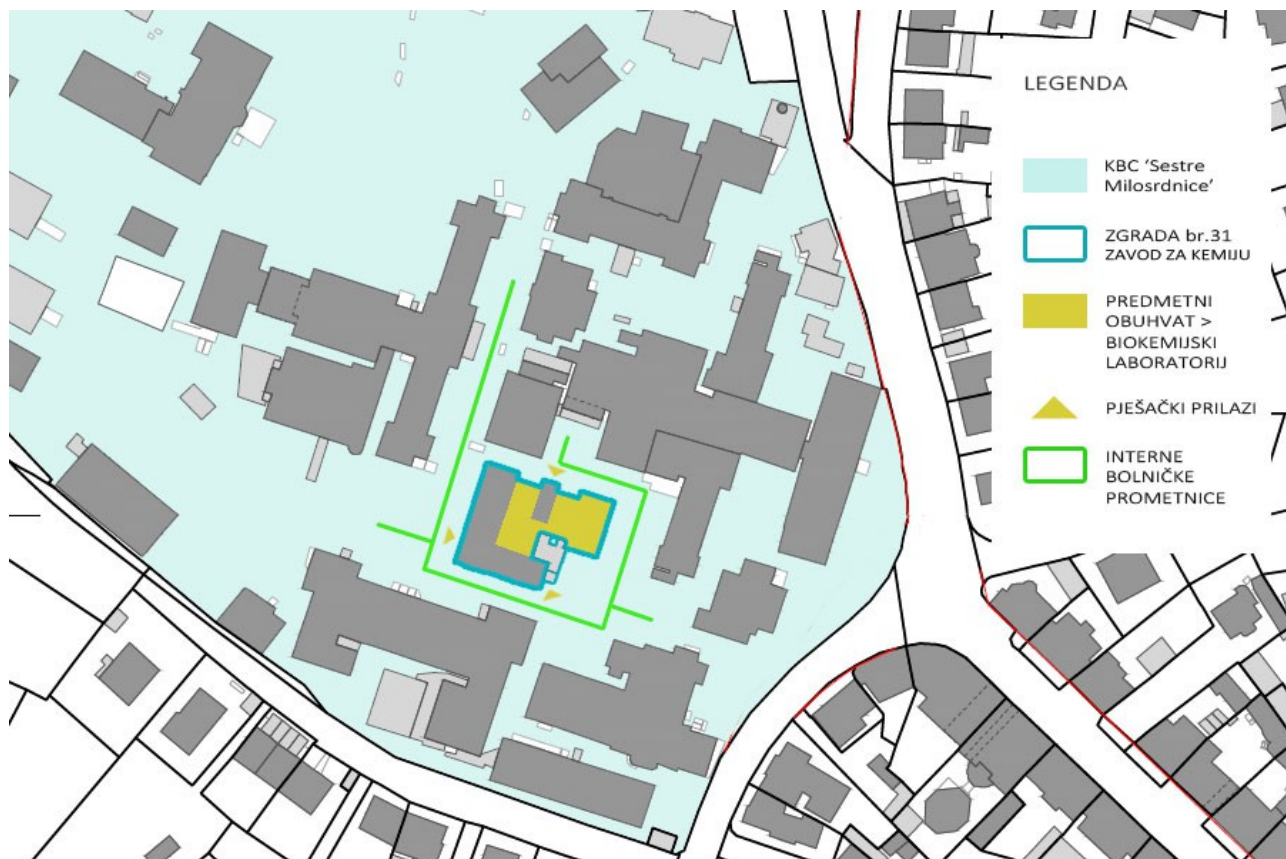 LEGENDA
KBC ‘Sestre
Milosrdnice’
ZGRADA br.31
ZAVOD ZA KEMIJU
PREDMETNI
OBUHVAT >
BIOKEMIJSKI
LABORATORIJ
PJEŠAČKI PRILAZI
INTERNE
BOLNIČKE
PROMETNICE